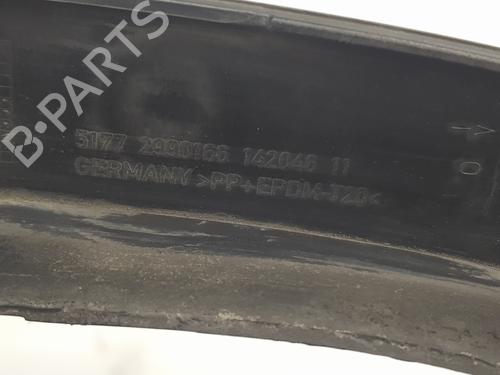 B-PARTS
5177 2990166 142046 11
GERMANY >PP+EPDM-T20<